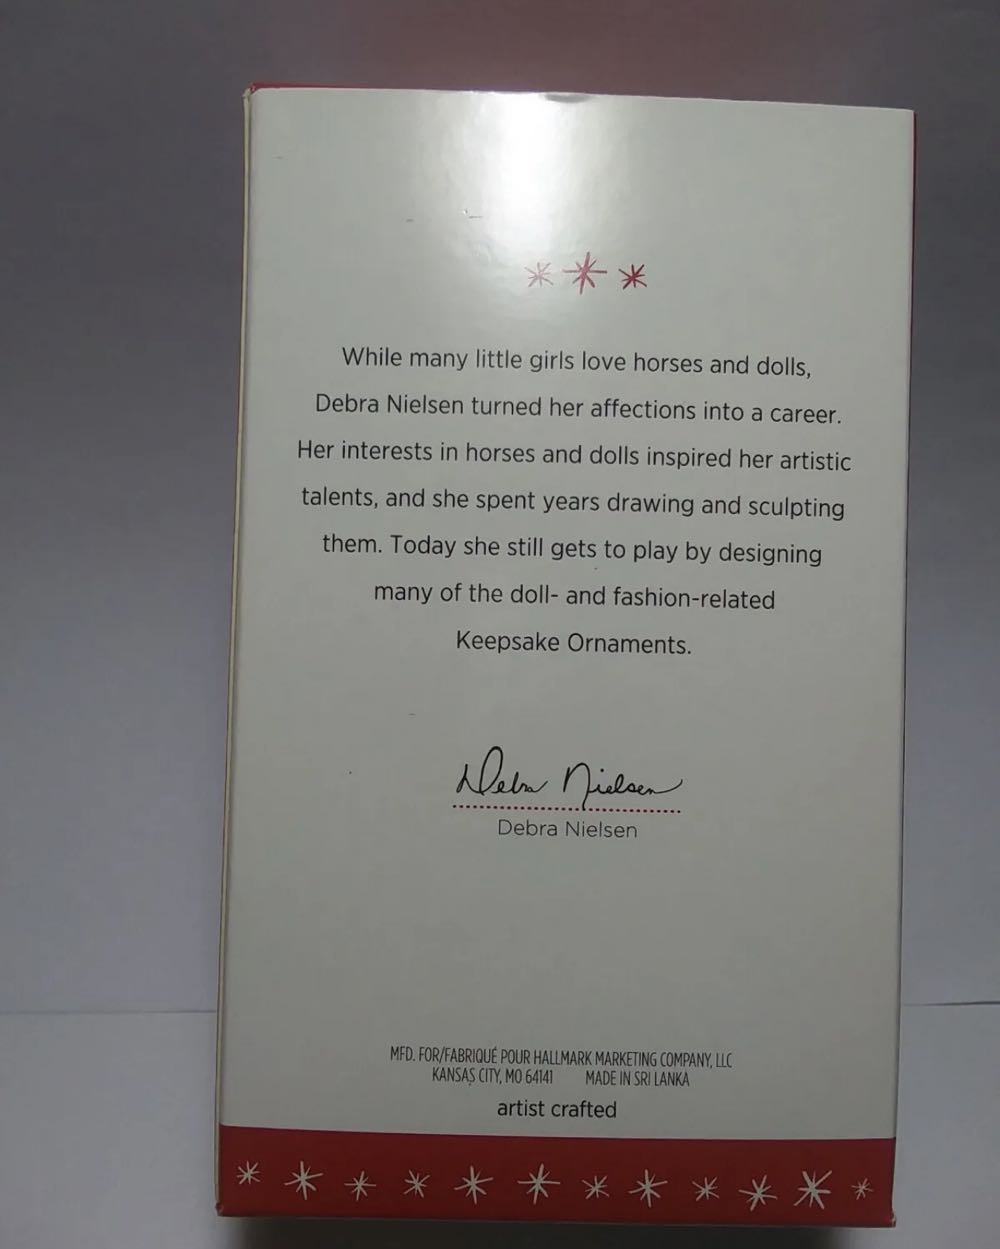 While many little girls love horses and dolls,
Debra Nielsen turned her affections into a career.
Her interests in horses and dolls inspired her artistic
talents, and she spent years drawing and sculpting
them. Today she still gets to play by designing
many of the doll- and fashion-related
Keepsake Ornaments.
Debra Nielsen
Debra Nielsen
MFD. FOR/FABRIQUÉ POUR HALLMARK MARKETING COMPANY, LLC
KANSAS CITY, MO 64141 MADE IN SRI LANKA
artist crafted